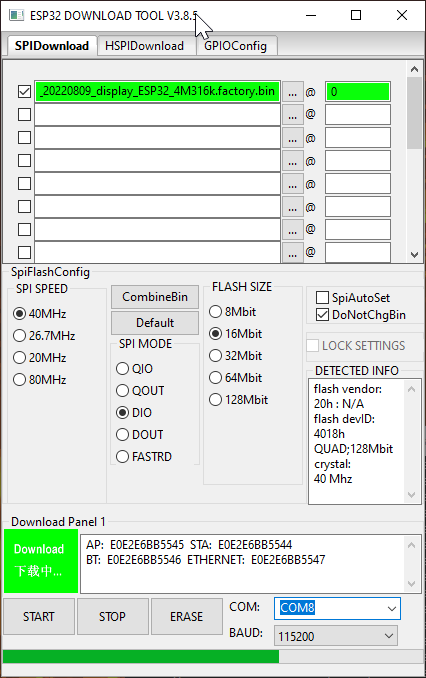 ESP32 DOWNLOAD TOOL V3.8.5
SPIDownload HSPIDownload GPIOConfig
_20220809_display_ESP32_4M316k.factory.bin ... @ 0
... @
... @
... @
... @
... @
... @
... @
SpiFlashConfig
SPI SPEED
40MHz
26.7MHz
20MHz
80MHz
CombineBin
Default
SPI MODE
QIO
QOUT
DIO
DOUT
FASTRD
FLASH SIZE
8Mbit
16Mbit
32Mbit
64Mbit
128Mbit
SpiAutoSet
DoNotChgBin
LOCK SETTINGS
DETECTED INFO
flash vendor:
20h : N/A
flash devID:
4018h
QUAD;128Mbit
crystal:
40 Mhz
Download Panel 1
Download
下载中...
AP: E0E2E6BB5545 STA: E0E2E6BB5544
BT: E0E2E6BB5546 ETHERNET: E0E2E6BB5547
START STOP ERASE
COM: COM8
BAUD: 115200